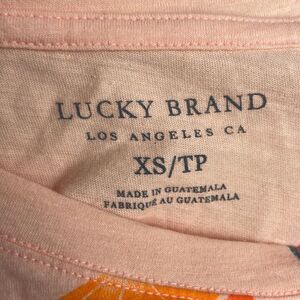 LUCKY BRAND
LOS ANGELES CA
XS/TP
MADE IN GUATEMALA
FABRIQUÉ AU GUATEMALA